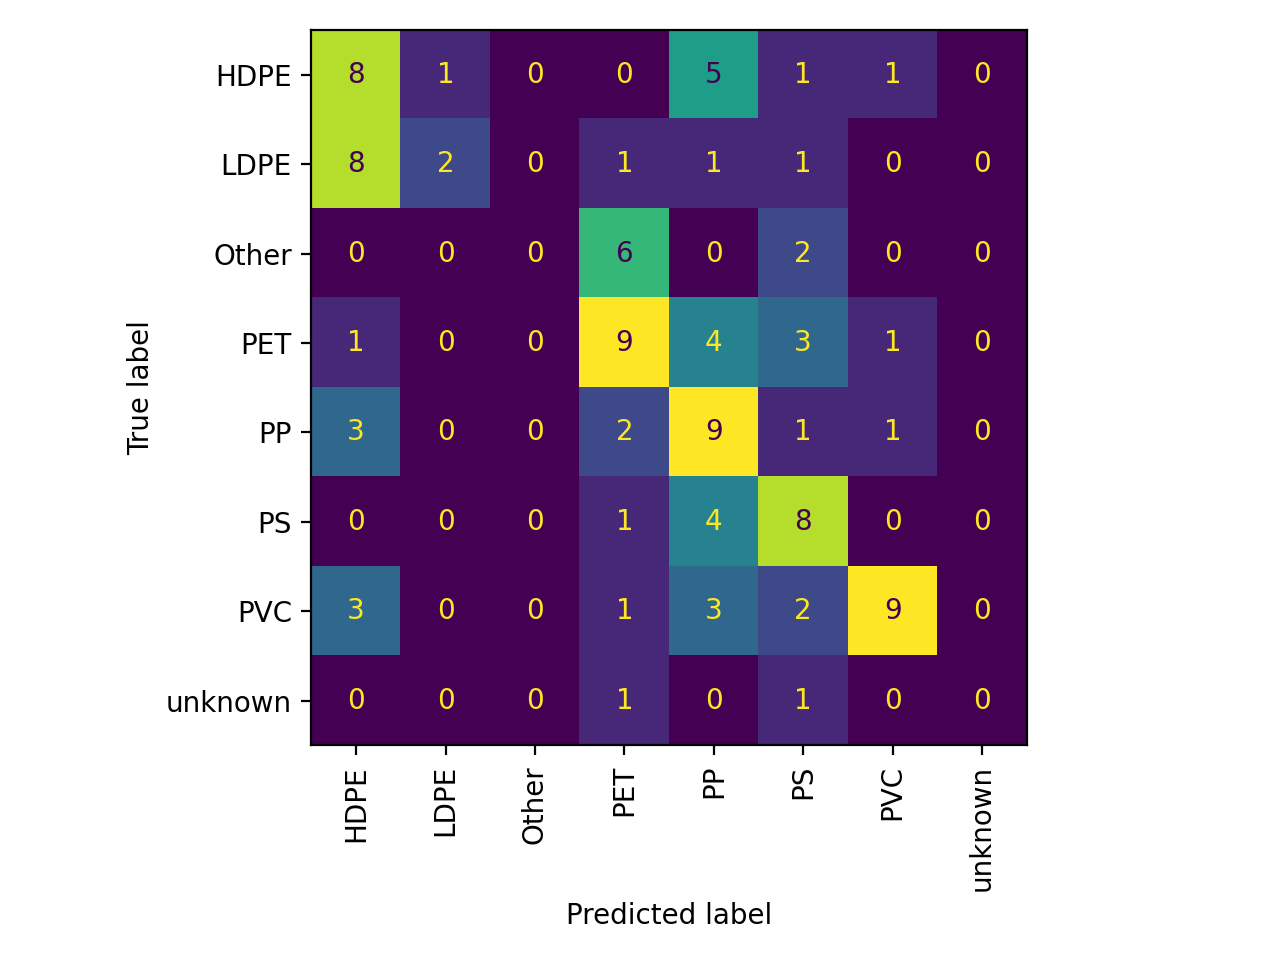 HDPE 8 1 0 0 5 1 1 0
LDPE 8 2 0 1 1 1 0 0
Other 0 0 0 6 0 2 0 0
PET 1 0 0 9 4 3 1 0
PP 3 0 0 2 9 1 1 0
PS 0 0 0 1 4 8 0 0
PVC 3 0 0 1 3 2 9 0
unknown 0 0 0 1 0 1 0 0
True label
HDPE LDPE Other PET PP PS PVC unknown
Predicted label